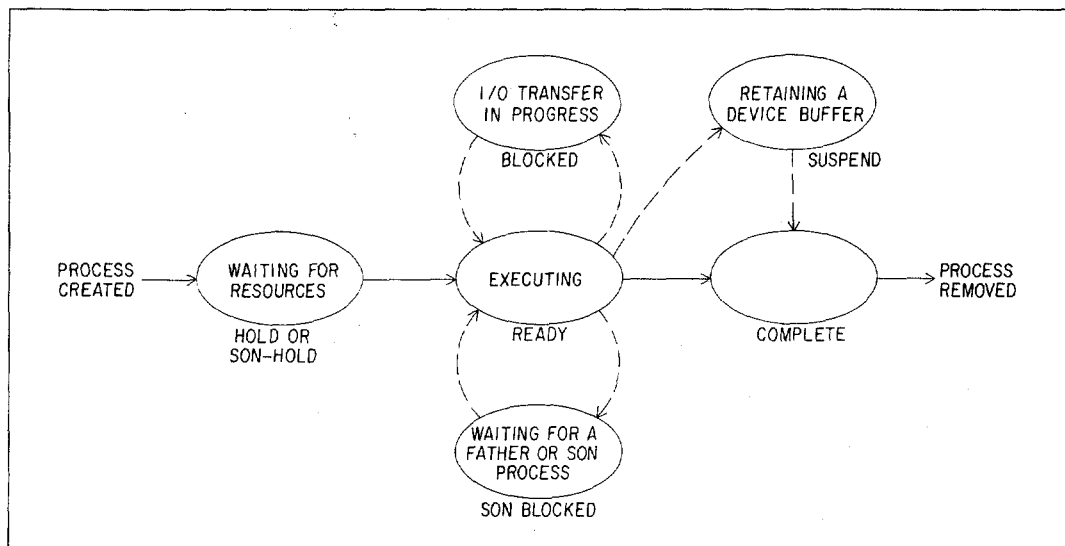 I/O TRANSFER
IN PROGRESS
BLOCKED
RETAINING A
DEVICE BUFFER
SUSPEND
PROCESS
CREATED
WAITING FOR
RESOURCES
HOLD OR
SON-HOLD
EXECUTING
READY
COMPLETE
PROCESS
REMOVED
WAITING FOR A
FATHER OR SON
PROCESS
SON BLOCKED